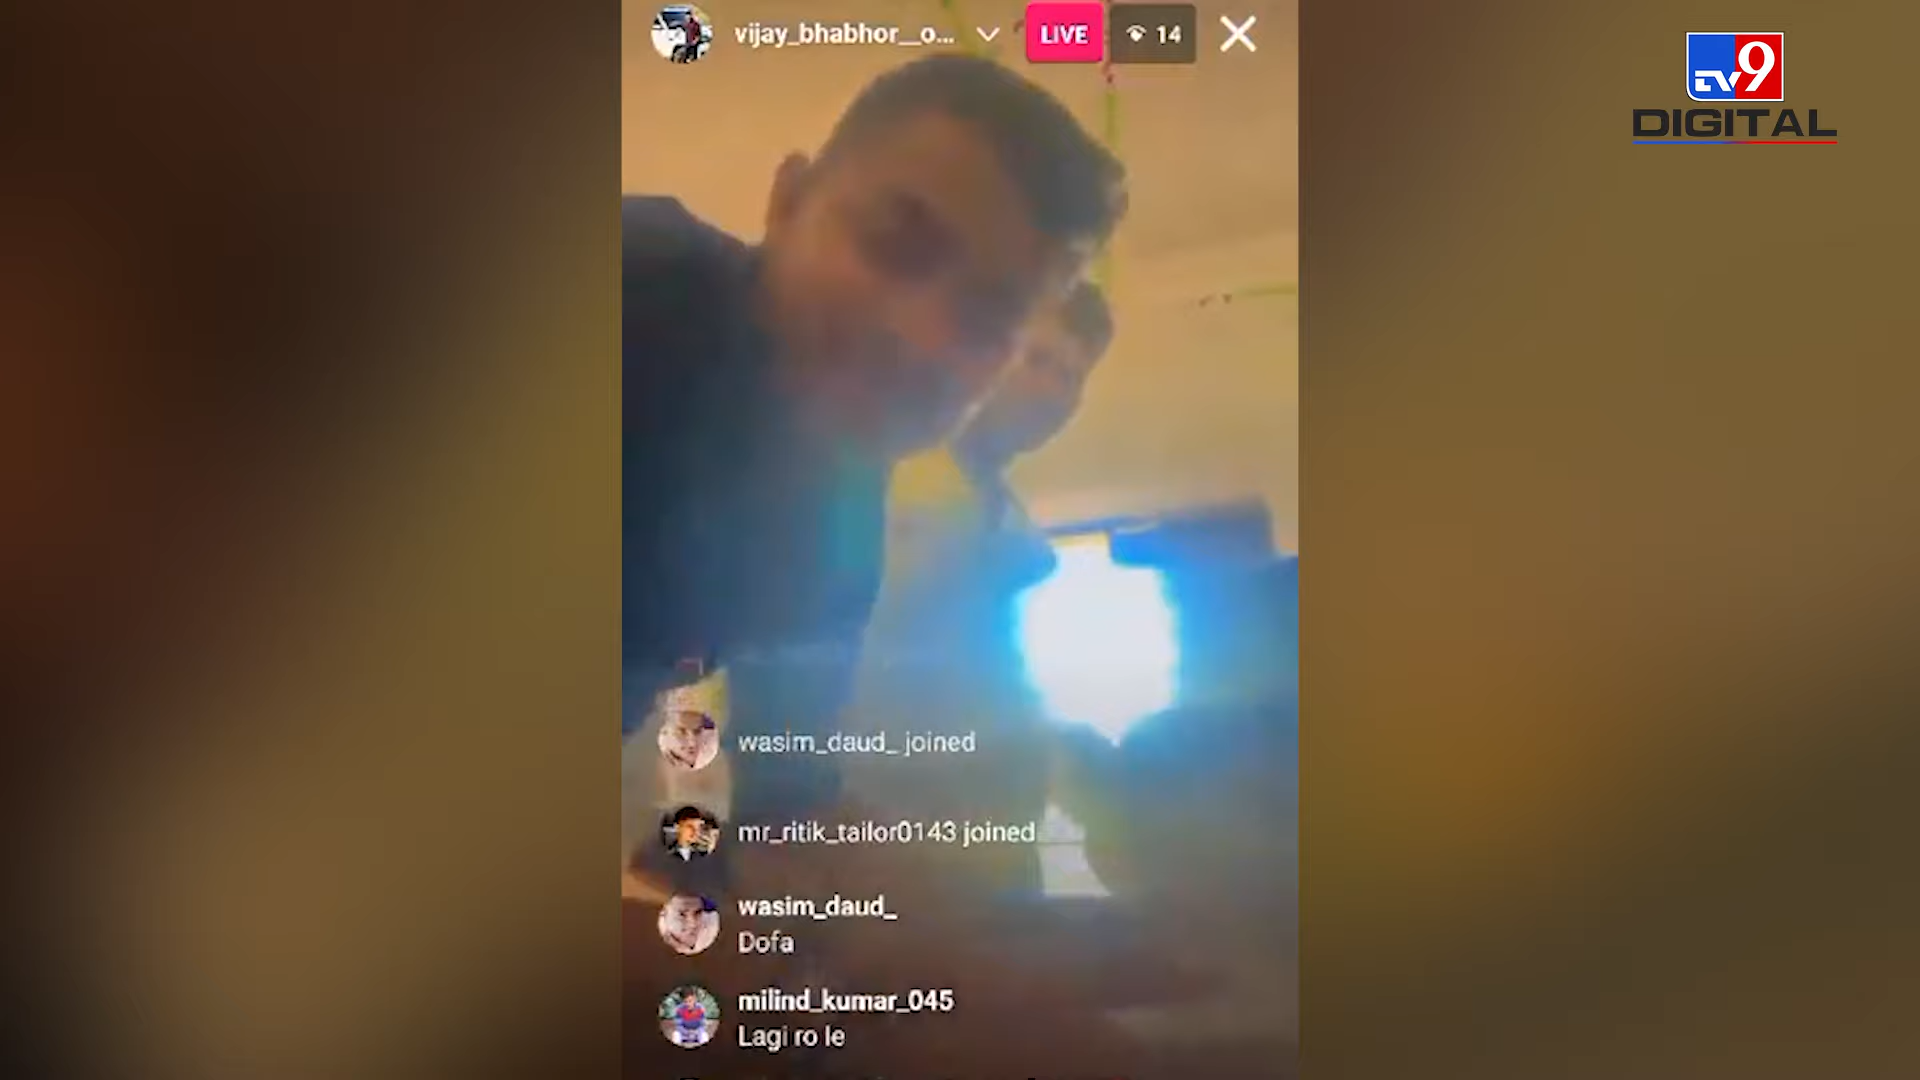 vijay_bhabhor__o...
LIVE
14
TV9
DIGITAL
wasim_daud_ joined
mr_ritik_tailor0143 joined
wasim_daud_
Dofa
milind_kumar_045
Lagi ro le